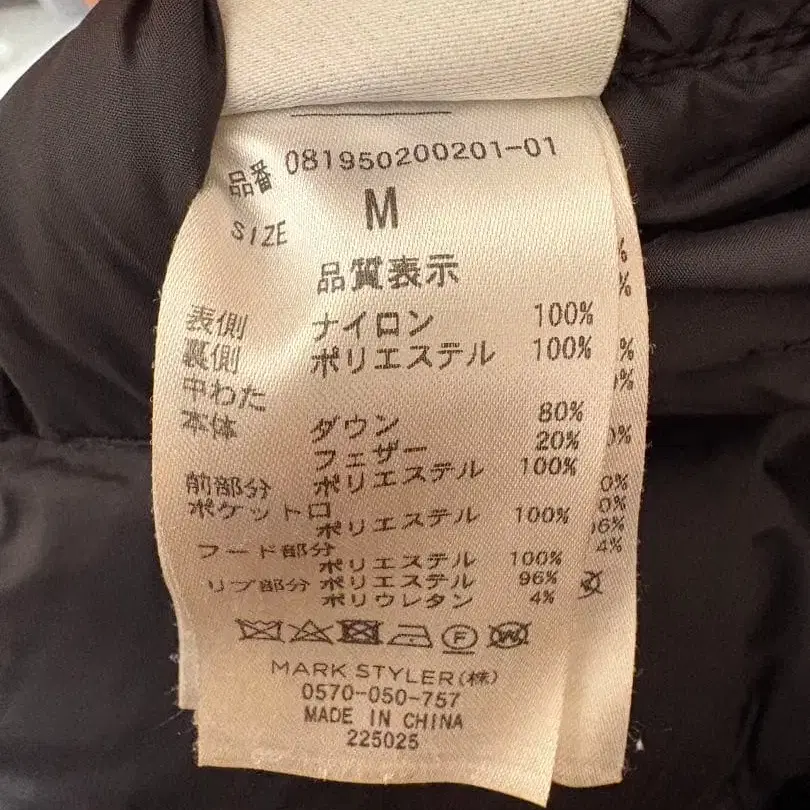 品番 081950200201-01
SIZE M
品質表示
表側 ナイロン 100%
裏側 ポリエステル 100%
中わた
本体 ダウン 80%
フェザー 20%
前部分 ポリエステル 100%
ポケット口
ポリエステル 100%
フード部分
ポリエステル 100%
リブ部分 ポリエステル 96%
ポリウレタン 4%
MARK STYLER(株)
0570-050-757
MADE IN CHINA
225025